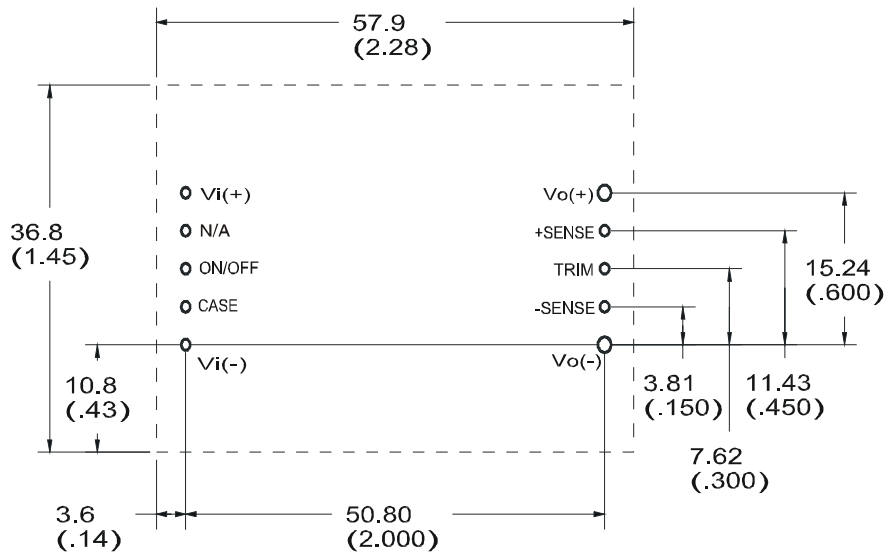 57.9
(2.28)
Vi(+)
Vo(+)
36.8
(1.45)
N/A
+SENSE
ON/OFF
TRIM
15.24
(.600)
CASE
-SENSE
Vi(-)
Vo(-)
10.8
(.43)
3.81
(.150)
11.43
(.450)
7.62
(.300)
3.6
(.14)
50.80
(2.000)